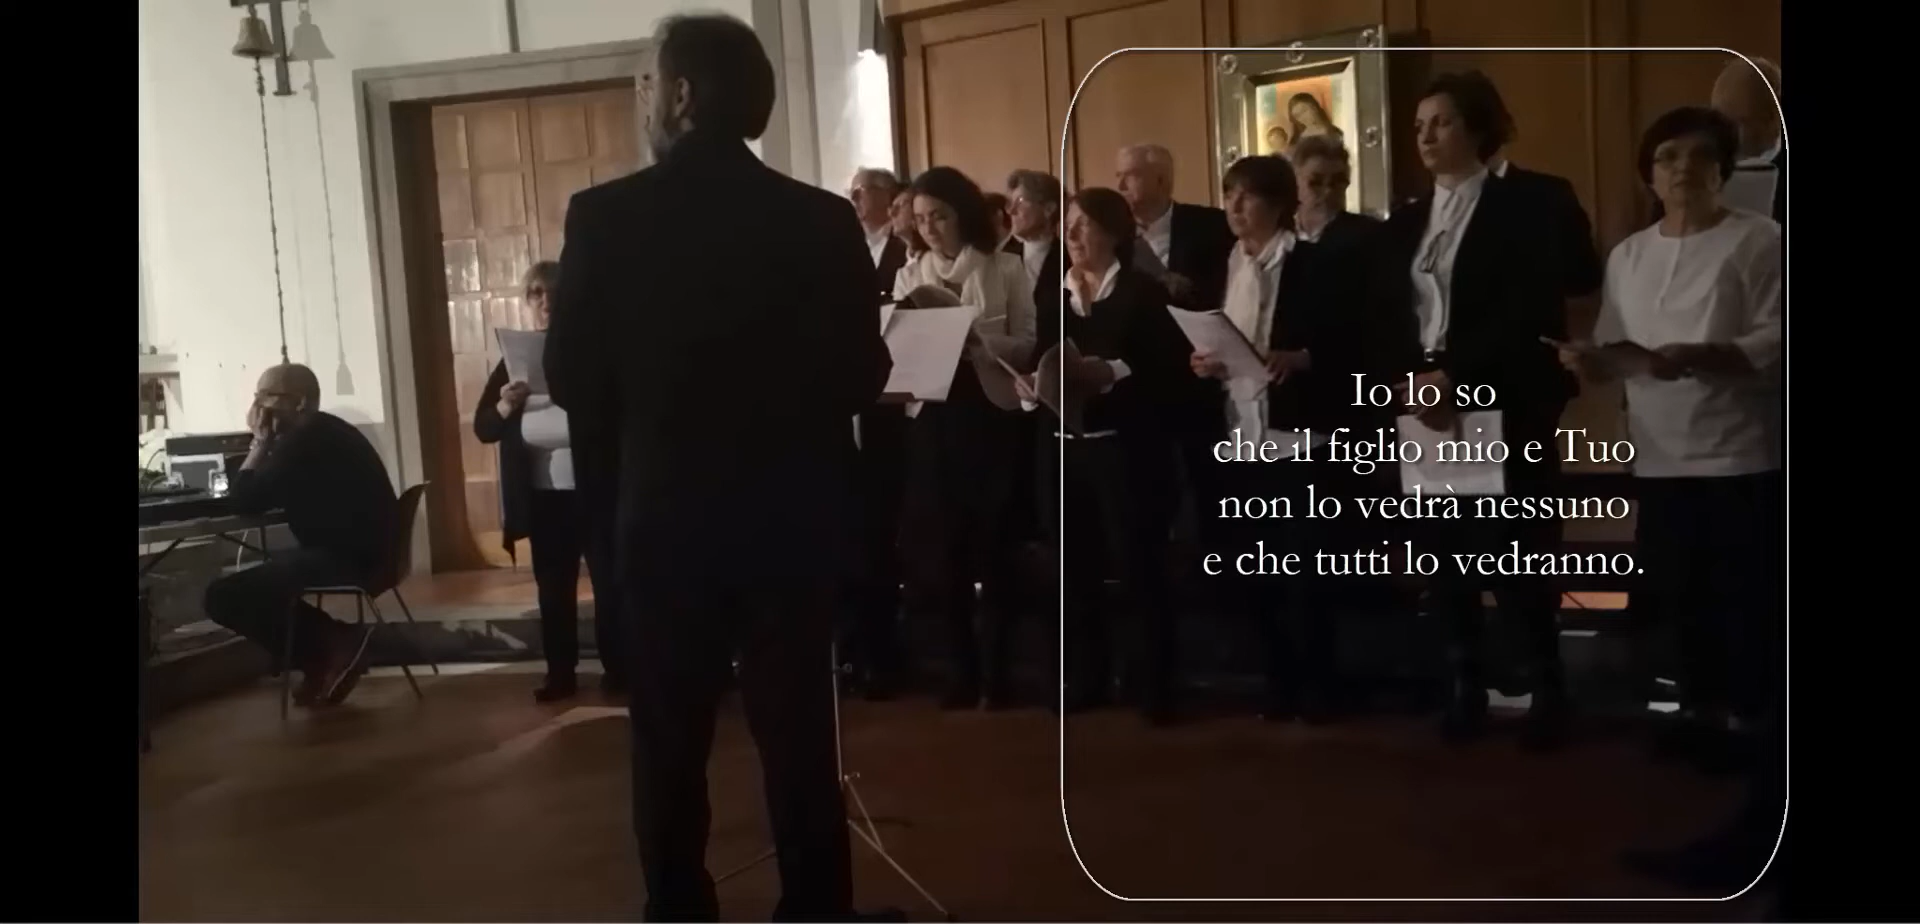 Io lo so
che il figlio mio e Tuo
non lo vedrà nessuno
e che tutti lo vedranno.